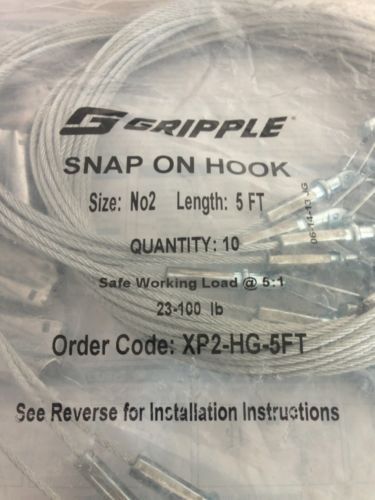 GRIPPLE
SNAP ON HOOK
Size: No2 Length: 5 FT
QUANTITY: 10
Safe Working Load @ 5:1
23-100 lb
Order Code: XP2-HG-5FT
See Reverse for Installation Instructions